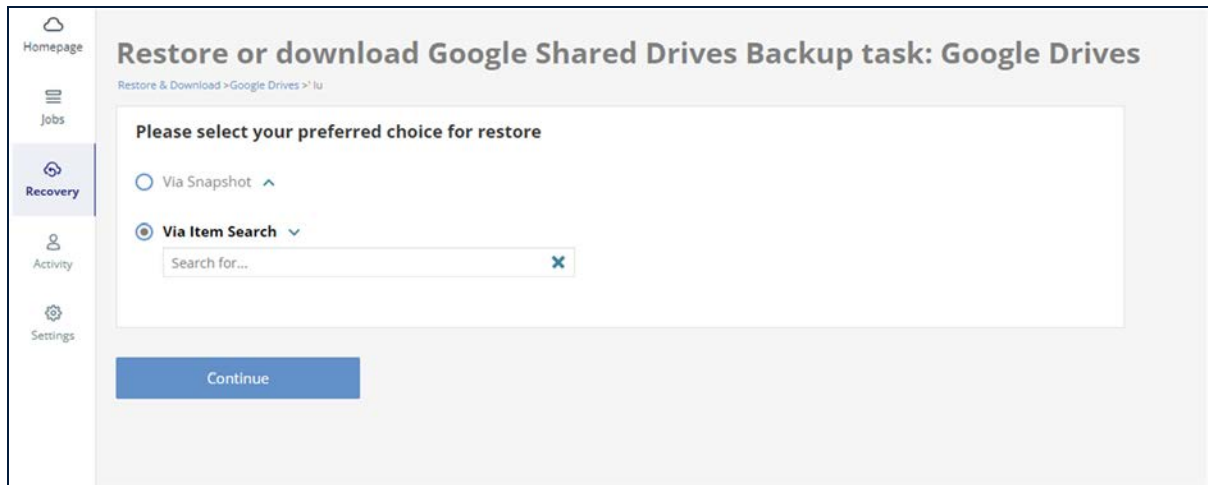 Homepage
Restore or download Google Shared Drives Backup task: Google Drives
Restore & Download >Google Drives >' lu
Jobs
Please select your preferred choice for restore
Via Snapshot
Recovery
Via Item Search
Search for...
Activity
Settings
Continue